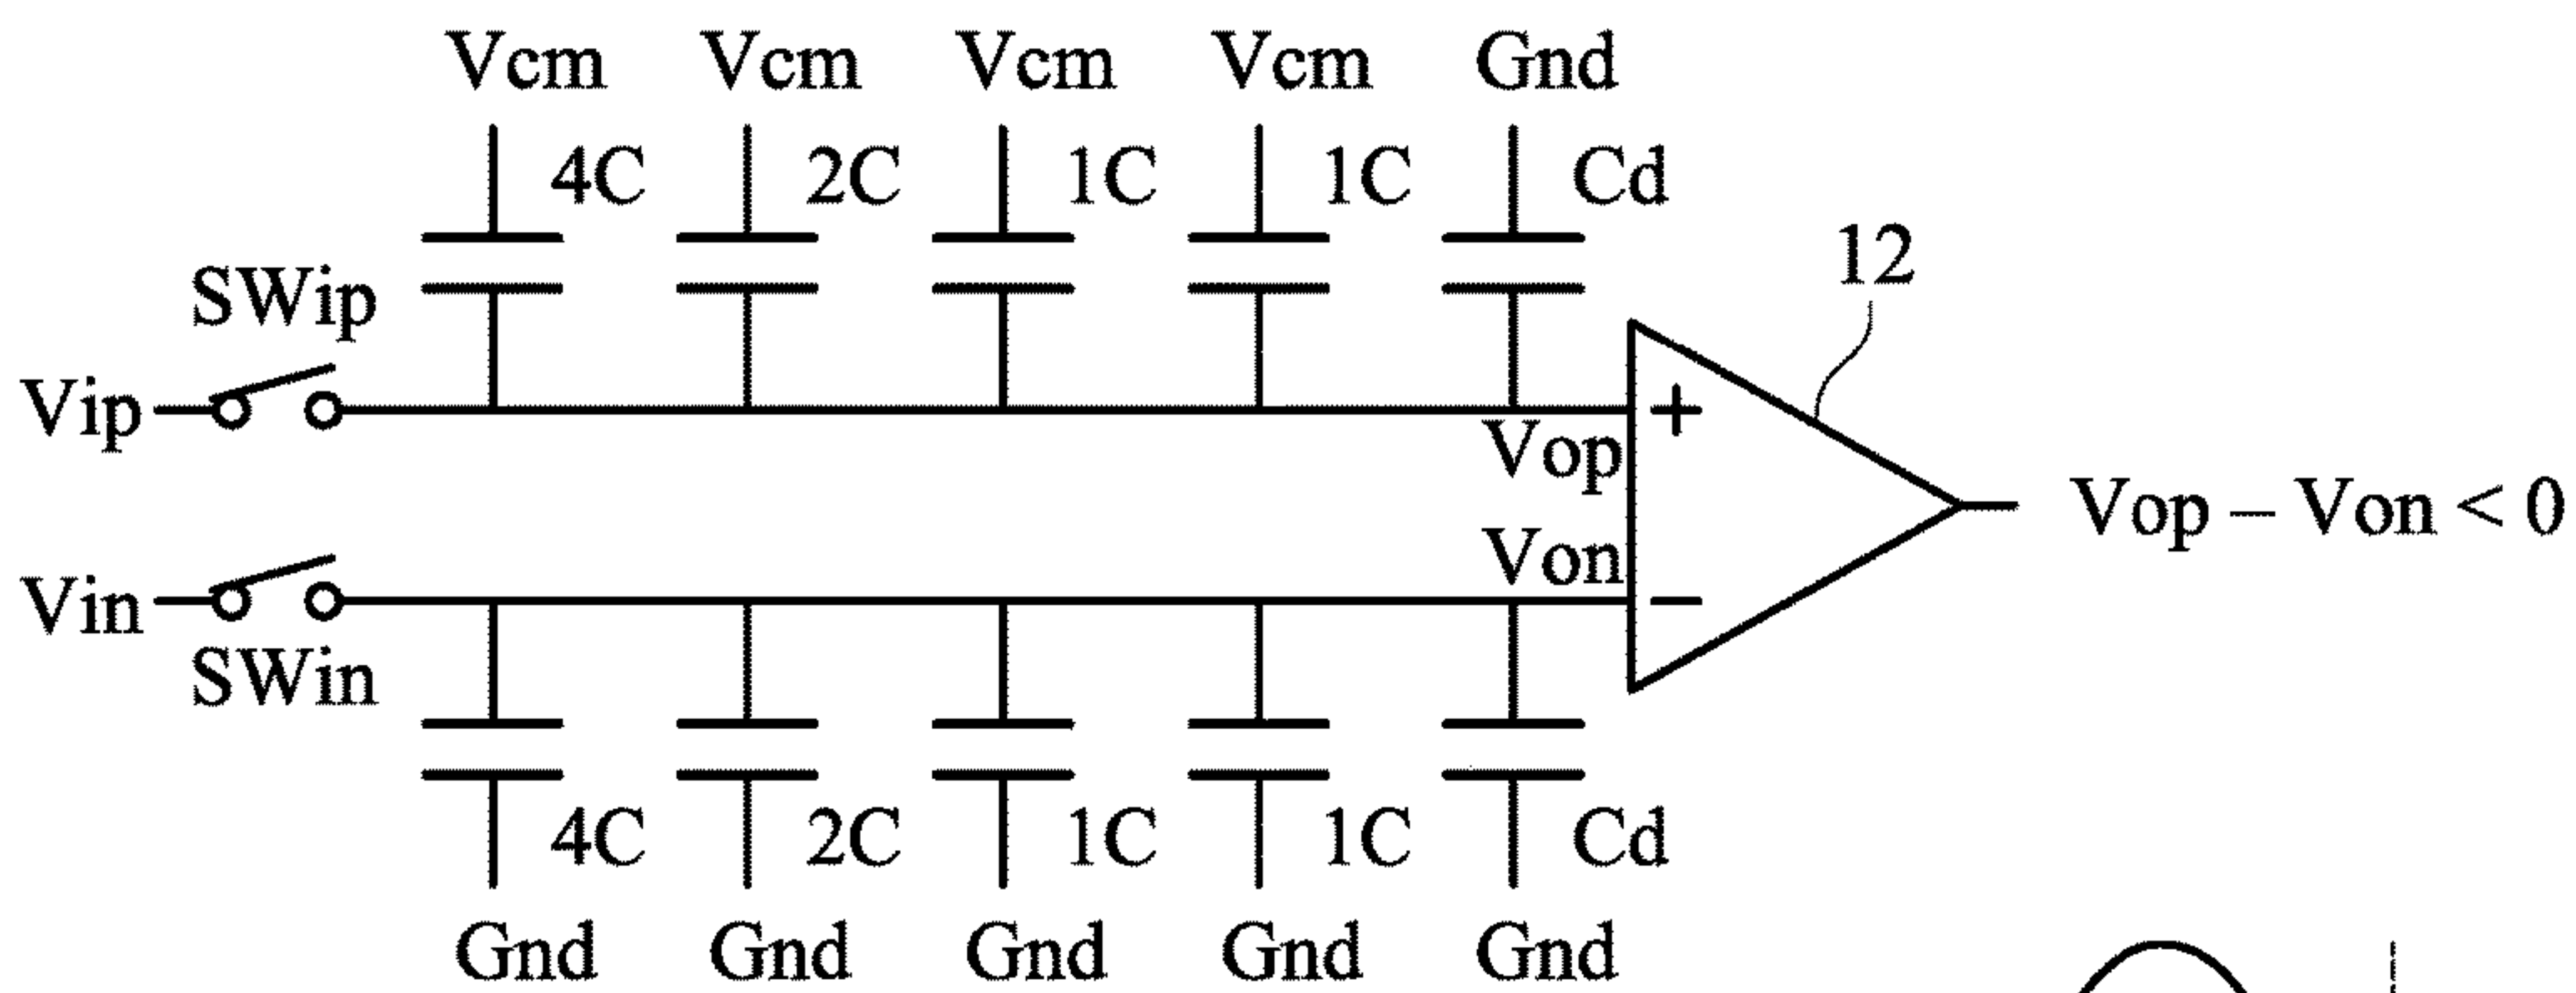 Vcm Vcm Vcm Vcm Gnd
4C 2C 1C 1C Cd
12
SWip
Vip
+
Vop
Vop – Von < 0
Von
−
Vin
SWin
4C 2C 1C 1C Cd
Gnd Gnd Gnd Gnd Gnd